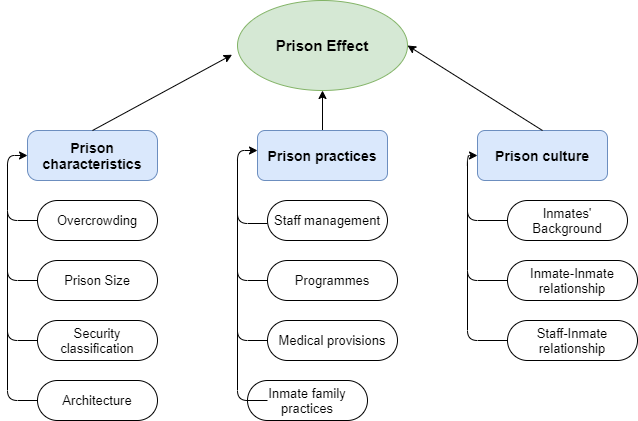 Prison Effect
Prison
characteristics
Overcrowding
Prison Size
Security
classification
Architecture
Prison practices
Staff management
Programmes
Medical provisions
Inmate family
practices
Prison culture
Inmates'
Background
Inmate-Inmate
relationship
Staff-Inmate
relationship